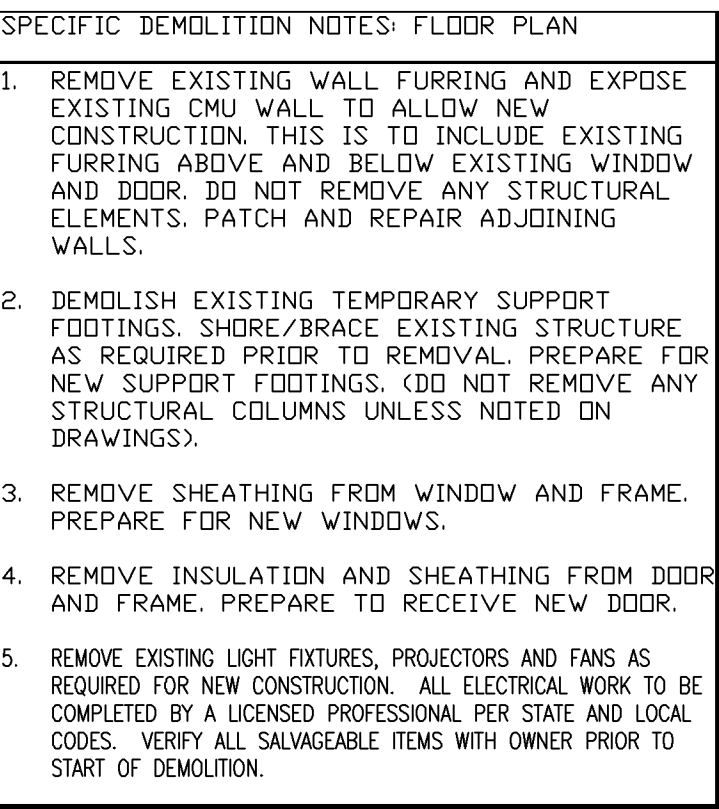 SPECIFIC DEMOLITION NOTES: FLOOR PLAN
1. REMOVE EXISTING WALL FURRING AND EXPOSE
EXISTING CMU WALL TO ALLOW NEW
CONSTRUCTION. THIS IS TO INCLUDE EXISTING
FURRING ABOVE AND BELOW EXISTING WINDOW
AND DOOR. DO NOT REMOVE ANY STRUCTURAL
ELEMENTS. PATCH AND REPAIR ADJOINING
WALLS.
2. DEMOLISH EXISTING TEMPORARY SUPPORT
FOOTINGS. SHORE/BRACE EXISTING STRUCTURE
AS REQUIRED PRIOR TO REMOVAL. PREPARE FOR
NEW SUPPORT FOOTINGS. (DO NOT REMOVE ANY
STRUCTURAL COLUMNS UNLESS NOTED ON
DRAWINGS).
3. REMOVE SHEATHING FROM WINDOW AND FRAME.
PREPARE FOR NEW WINDOWS.
4. REMOVE INSULATION AND SHEATHING FROM DOOR
AND FRAME. PREPARE TO RECEIVE NEW DOOR.
5. REMOVE EXISTING LIGHT FIXTURES, PROJECTORS AND FANS AS
REQUIRED FOR NEW CONSTRUCTION. ALL ELECTRICAL WORK TO BE
COMPLETED BY A LICENSED PROFESSIONAL PER STATE AND LOCAL
CODES. VERIFY ALL SALVAGEABLE ITEMS WITH OWNER PRIOR TO
START OF DEMOLITION.